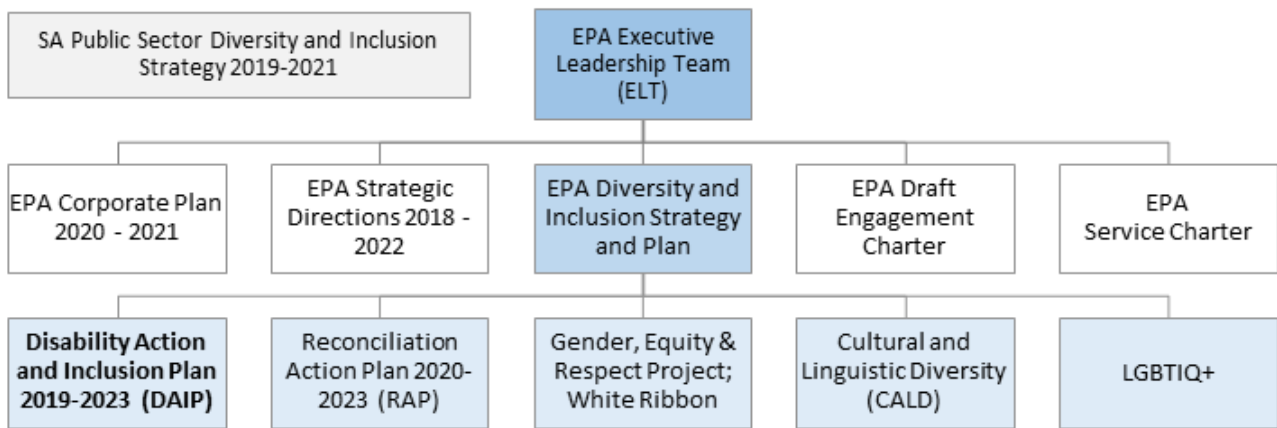 SA Public Sector Diversity and Inclusion
Strategy 2019-2021
EPA Executive
Leadership Team
(ELT)
EPA Corporate Plan
2020 - 2021
EPA Strategic
Directions 2018 -
2022
EPA Diversity and
Inclusion Strategy
and Plan
EPA Draft
Engagement
Charter
EPA
Service Charter
Disability Action
and Inclusion Plan
2019-2023 (DAIP)
Reconciliation
Action Plan 2020-
2023 (RAP)
Gender, Equity &
Respect Project;
White Ribbon
Cultural and
Linguistic Diversity
(CALD)
LGBTIQ+